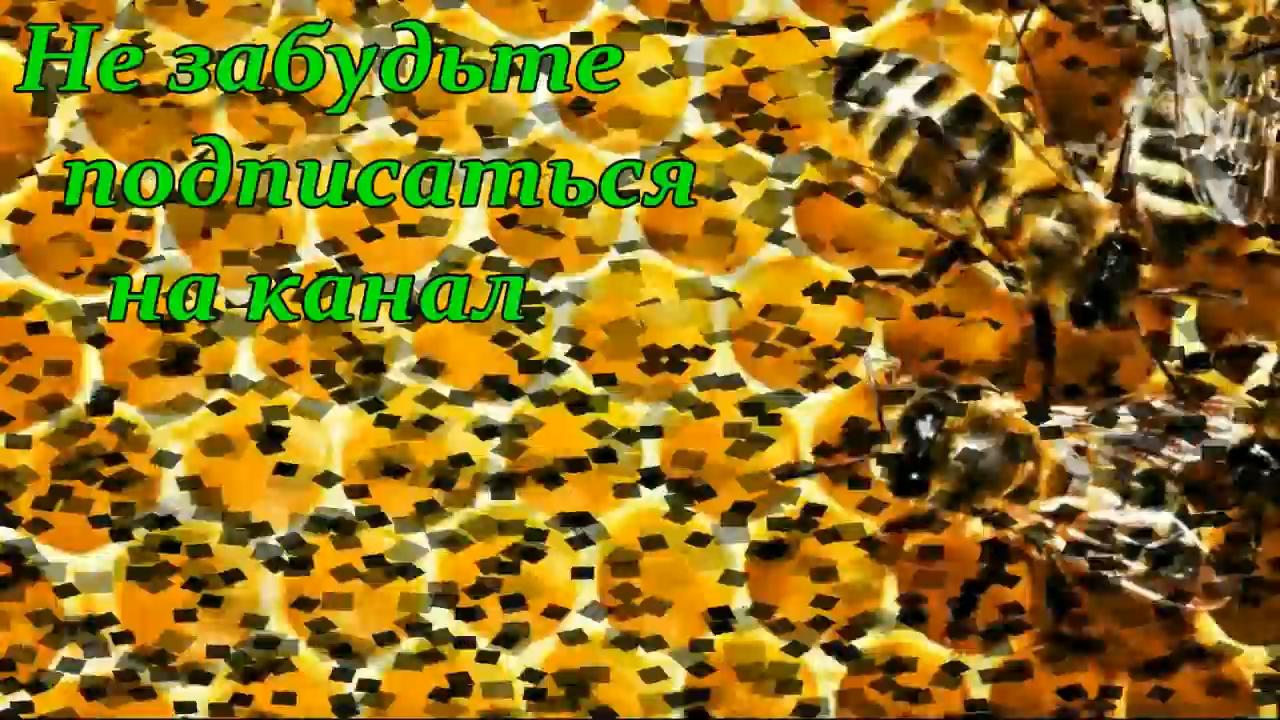 Не забудьте
подписаться
на канал